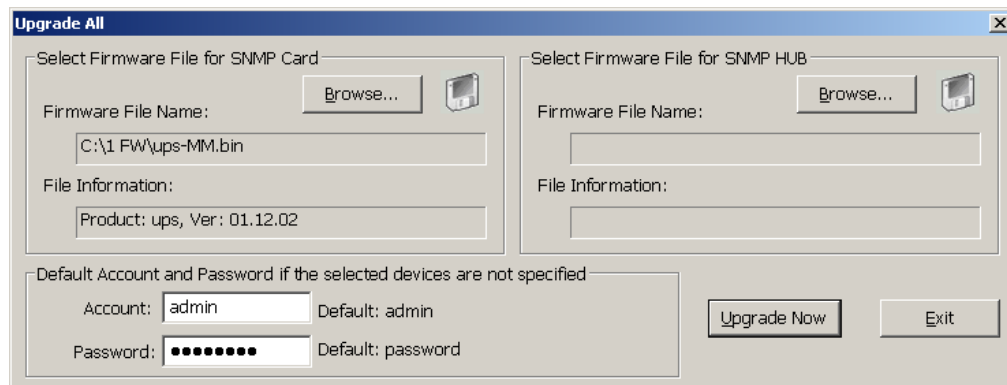 Upgrade All
Select Firmware File for SNMP Card
Browse...
Firmware File Name:
C:\1 FW\ups-MM.bin
File Information:
Product: ups, Ver: 01.12.02
Select Firmware File for SNMP HUB
Browse...
Firmware File Name:
File Information:
Default Account and Password if the selected devices are not specified
Account: admin Default: admin
Password: ●●●●●●●● Default: password
Upgrade Now
Exit